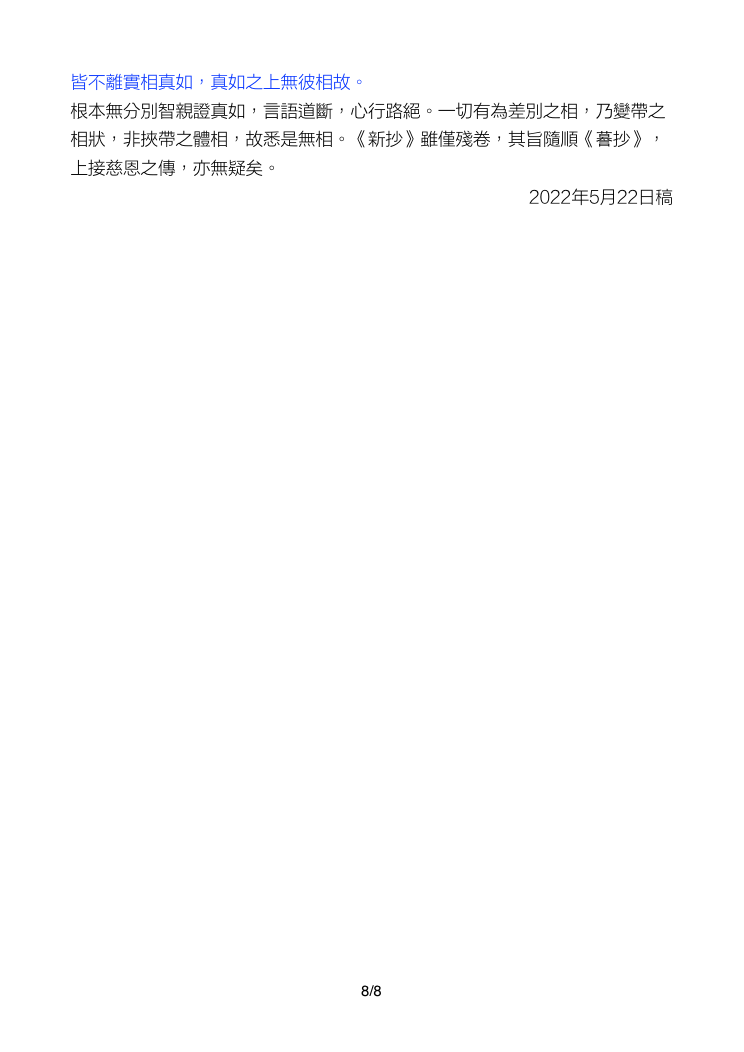 皆不離實相真如，真如之上無彼相故。
根本無分別智親證真如，言語道斷，心行路絕。一切有為差別之相，乃變帶之
相狀，非挾帶之體相，故悉是無相。《新抄》雖僅殘卷，其旨隨順《暮抄》，
上接慈恩之傳，亦無疑矣。
2022年5月22日稿
8/8